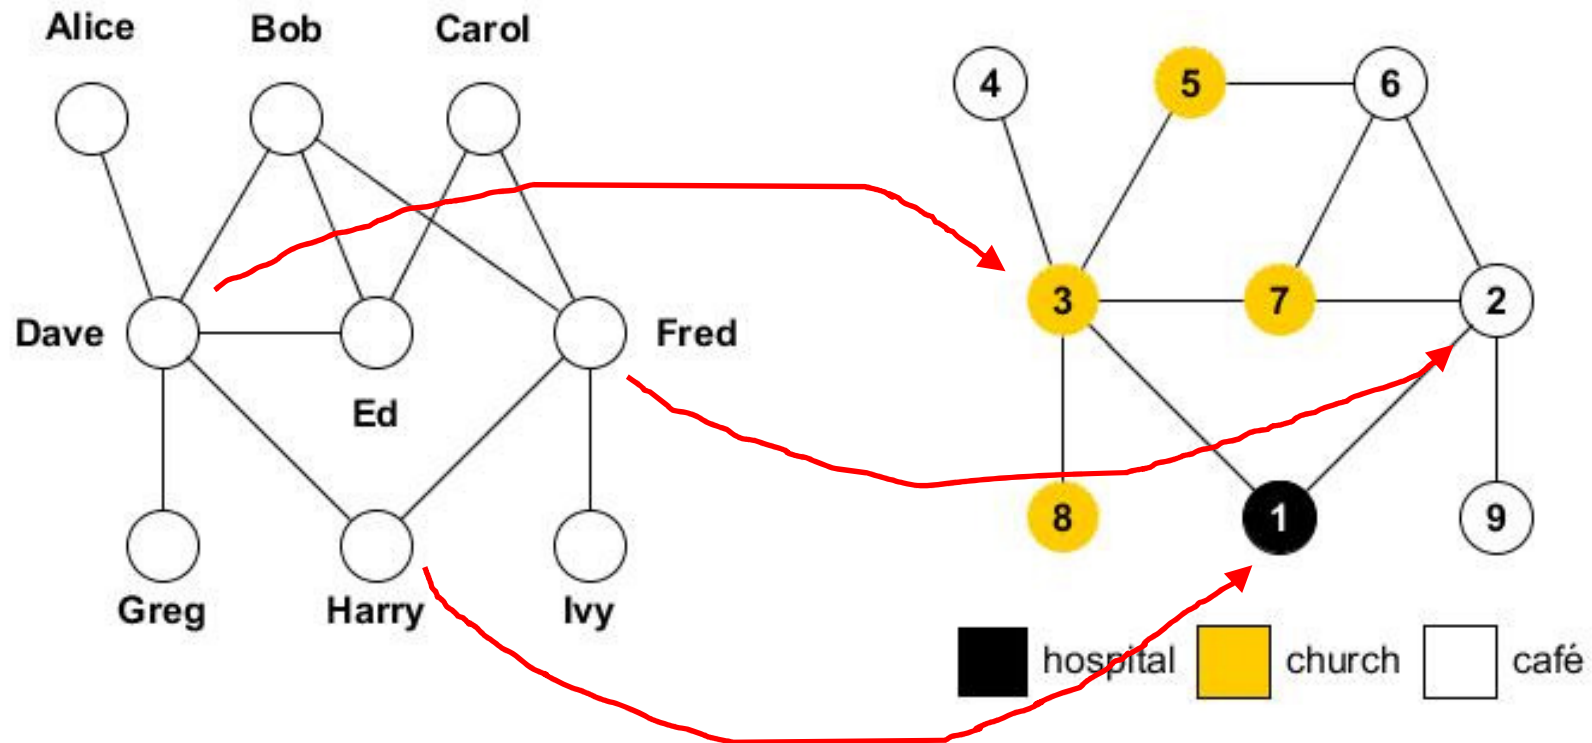 Alice Bob Carol
4 5 6
Dave Ed Fred
3 7 2
Greg Harry Ivy
8 1 9
hospital church café